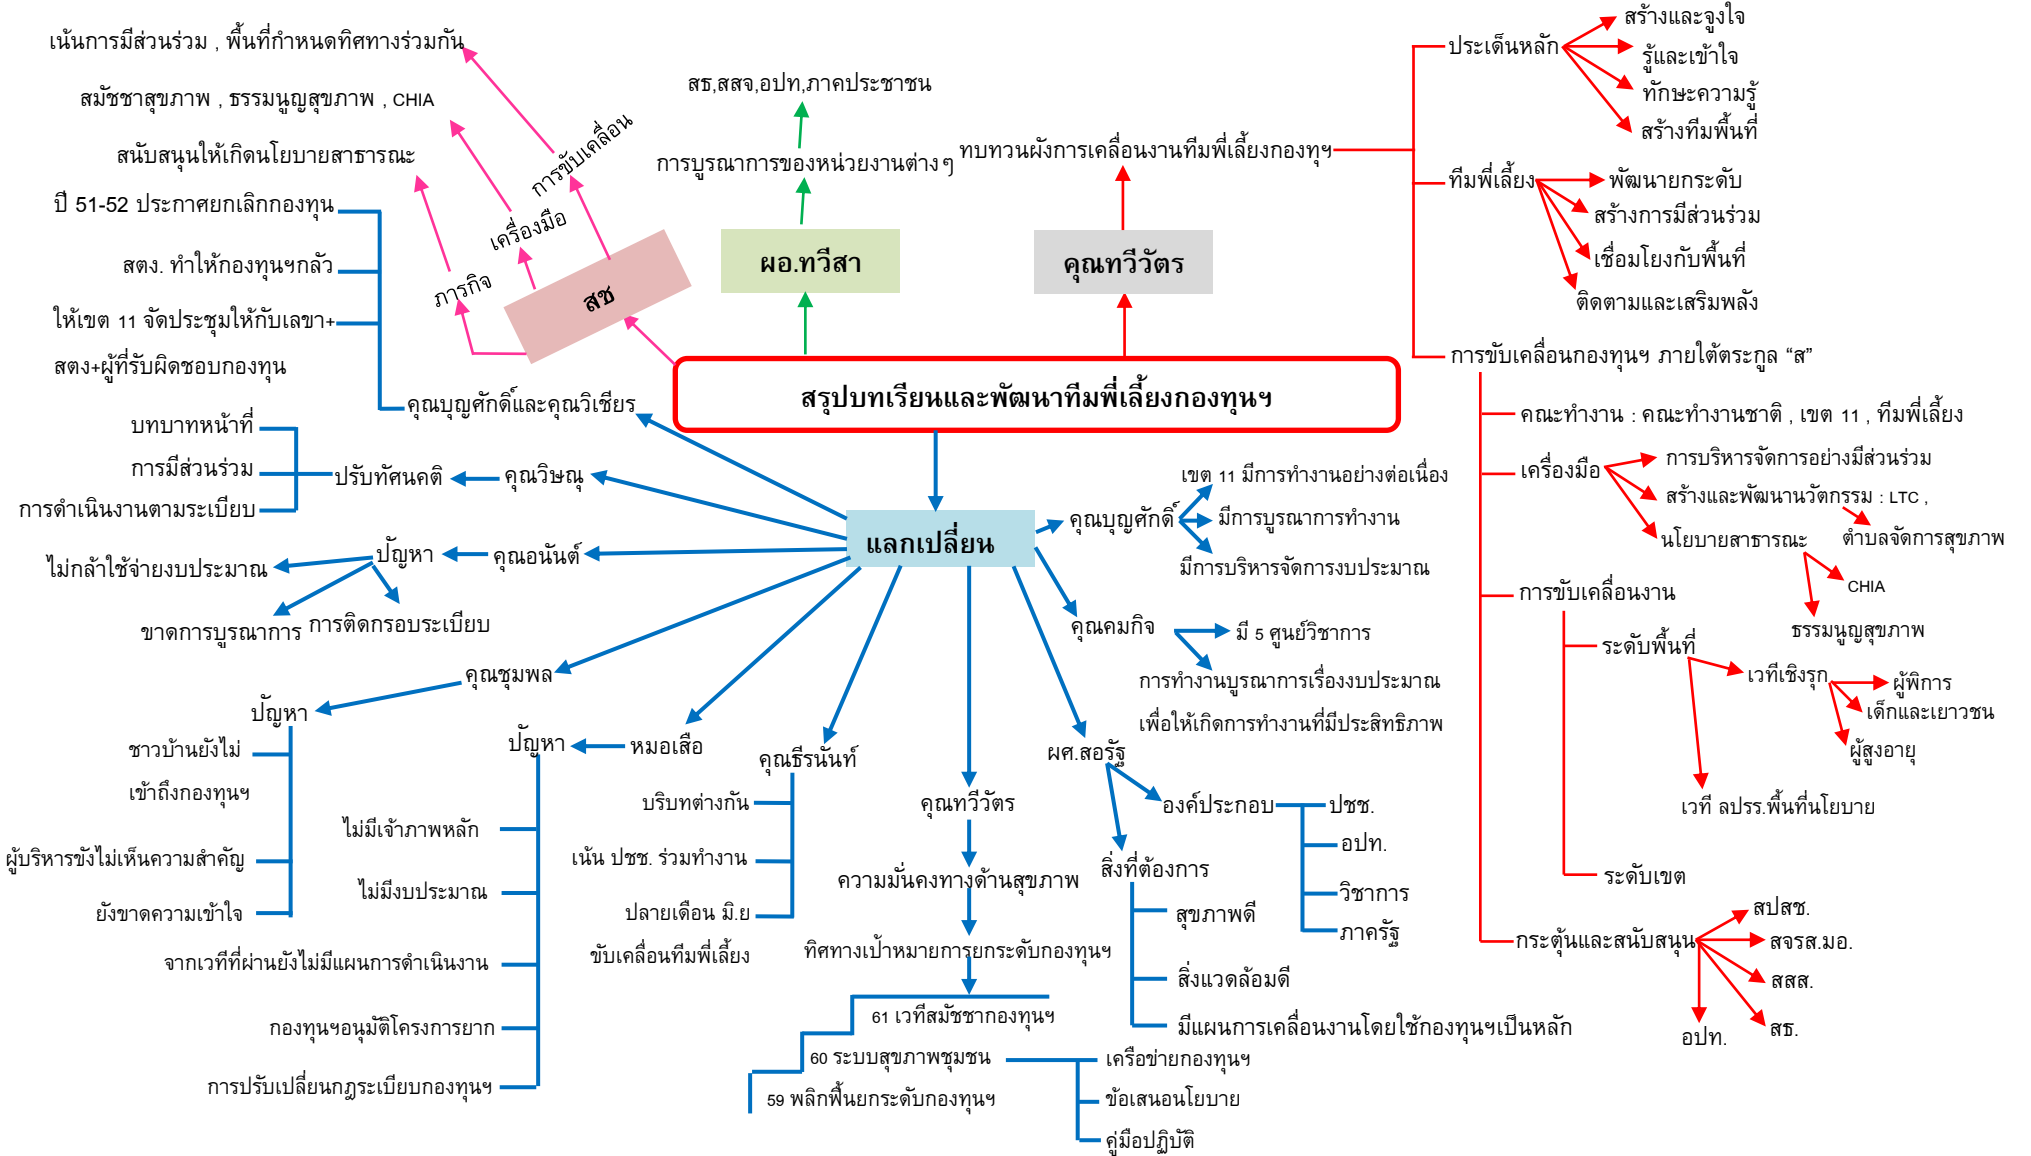 เน้นการมีส่วนร่วม , พื้นที่กำหนดทิศทางร่วมกัน
สมัชชาสุขภาพ , ธรรมนูญสุขภาพ , CHIA
สนับสนุนให้เกิดนโยบายสาธารณะ
การขับเคลื่อน
เครื่องมือ
ภารกิจ
สช
สธ,สสจ,อปท,ภาคประชาชน
การบูรณาการของหน่วยงานต่างๆ
ผอ.ทวีสา
ทบทวนผังการเคลื่อนงานทีมพี่เลี้ยงกองทุนฯ
คุณทวีวัตร
ประเด็นหลัก
สร้างและจูงใจ
รู้และเข้าใจ
ทักษะความรู้
สร้างทีมพื้นที่
ทีมพี่เลี้ยง
พัฒนายกระดับ
สร้างการมีส่วนร่วม
เชื่อมโยงกับพื้นที่
ติดตามและเสริมพลัง
การขับเคลื่อนกองทุนฯ ภายใต้ตระกูล “ส”
คณะทำงาน : คณะทำงานชาติ , เขต 11 , ทีมพี่เลี้ยง
เครื่องมือ
การบริหารจัดการอย่างมีส่วนร่วม
สร้างและพัฒนานวัตกรรม : LTC ,
ตำบลจัดการสุขภาพ
นโยบายสาธารณะ
CHIA
ธรรมนูญสุขภาพ
การขับเคลื่อนงาน
ระดับพื้นที่
เวทีเชิงรุก
ผู้พิการ
เด็กและเยาวชน
ผู้สูงอายุ
เวที ลปรร.พื้นที่นโยบาย
ระดับเขต
กระตุ้นและสนับสนุน
สปสช.
สจรส.มอ.
สสส.
สธ.
อปท.
สรุปบทเรียนและพัฒนาทีมพี่เลี้ยงกองทุนฯ
ปี 51-52 ประกาศยกเลิกกองทุน
สตง. ทำให้กองทุนฯกลัว
ให้เขต 11 จัดประชุมให้กับเลขา+
สตง+ผู้ที่รับผิดชอบกองทุน
คุณบุญศักดิ์และคุณวิเชียร
บทบาทหน้าที่
การมีส่วนร่วม
การดำเนินงานตามระเบียบ
ปรับทัศนคติ
คุณวิษณุ
แลกเปลี่ยน
ไม่กล้าใช้จ่ายงบประมาณ
ขาดการบูรณาการ
การติดกรอบระเบียบ
ปัญหา
คุณอนันต์
คุณชุมพล
ปัญหา
ชาวบ้านยังไม่
เข้าถึงกองทุนฯ
ผู้บริหารขังไม่เห็นความสำคัญ
ยังขาดความเข้าใจ
หมอเสือ
ปัญหา
ไม่มีเจ้าภาพหลัก
ไม่มีงบประมาณ
จากเวทีที่ผ่านยังไม่มีแผนการดำเนินงาน
กองทุนฯอนุมัติโครงการยาก
การปรับเปลี่ยนกฎระเบียบกองทุนฯ
คุณธีรนันท์
บริบทต่างกัน
เน้น ปชช. ร่วมทำงาน
ปลายเดือน มิ.ย
ขับเคลื่อนทีมพี่เลี้ยง
คุณทวีวัตร
ความมั่นคงทางด้านสุขภาพ
ทิศทางเป้าหมายการยกระดับกองทุนฯ
61 เวทีสมัชชากองทุนฯ
60 ระบบสุขภาพชุมชน
59 พลิกฟื้นยกระดับกองทุนฯ
เครือข่ายกองทุนฯ
ข้อเสนอนโยบาย
คู่มือปฏิบัติ
ผศ.สอรัฐ
องค์ประกอบ
ปชช.
อปท.
วิชาการ
ภาครัฐ
สิ่งที่ต้องการ
สุขภาพดี
สิ่งแวดล้อมดี
มีแผนการเคลื่อนงานโดยใช้กองทุนฯเป็นหลัก
คุณคมกิจ
มี 5 ศูนย์วิชาการ
การทำงานบูรณาการเรื่องงบประมาณ
เพื่อให้เกิดการทำงานที่มีประสิทธิภาพ
คุณบุญศักดิ์
เขต 11 มีการทำงานอย่างต่อเนื่อง
มีการบูรณาการทำงาน
มีการบริหารจัดการงบประมาณ